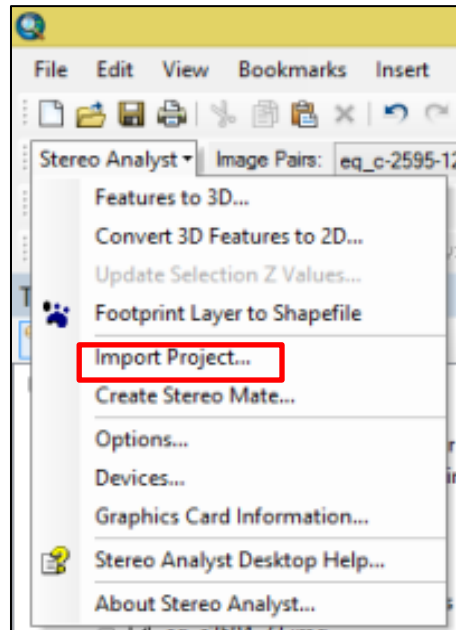 File Edit View Bookmarks Insert
Stereo Analyst Image Pairs: eq_c-2595-12
Features to 3D...
Convert 3D Features to 2D...
Update Selection Z Values...
Footprint Layer to Shapefile
Import Project...
Create Stereo Mate...
Options...
Devices...
Graphics Card Information...
Stereo Analyst Desktop Help...
About Stereo Analyst...